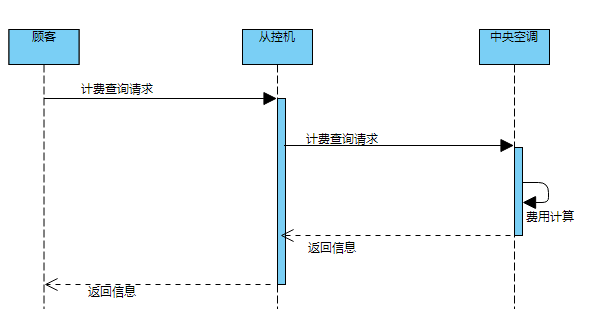 顾客
从控机
中央空调
计费查询请求
计费查询请求
费用计算
返回信息
返回信息